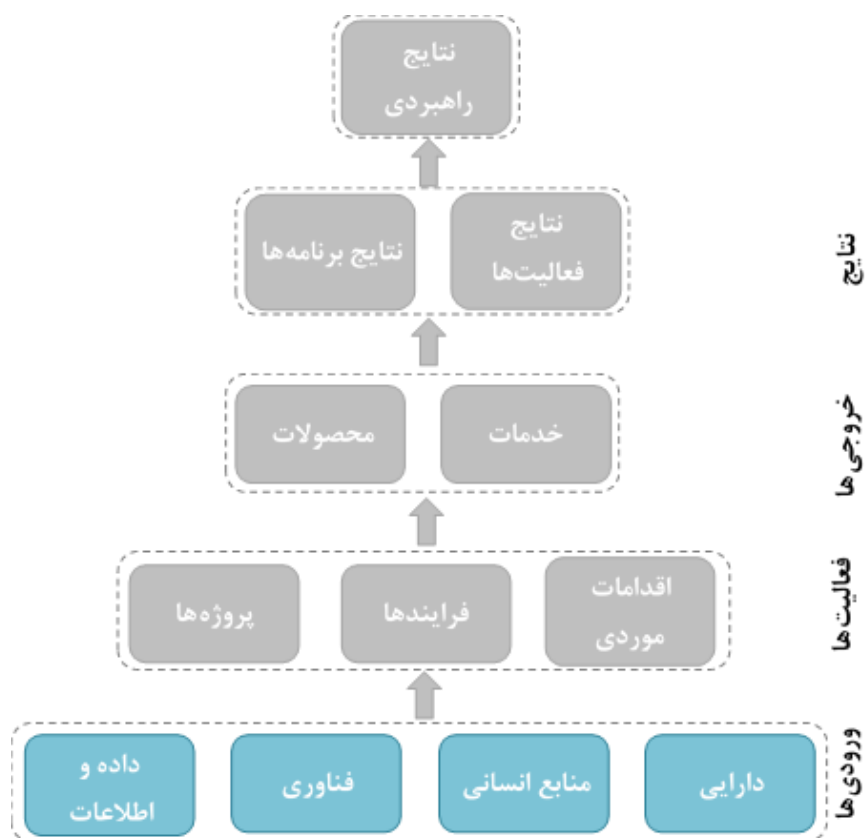 نتایج
راهبردی
نتایج
نتایج
فعالیت‌ها
نتایج برنامه‌ها
خروجی‌ها
خدمات
محصولات
فعالیت‌ها
اقدامات
موردی
فرایندها
پروژه‌ها
ورودی‌ها
دارایی
منابع انسانی
فناوری
داده و
اطلاعات